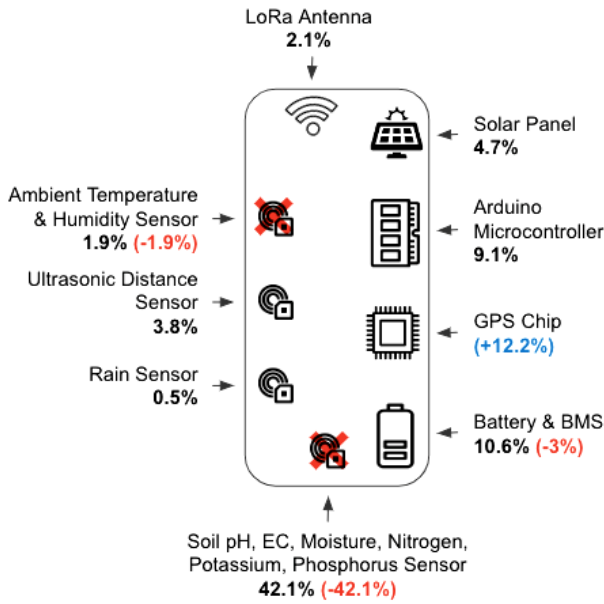 LoRa Antenna
2.1%
Solar Panel
4.7%
Ambient Temperature
& Humidity Sensor
1.9% (-1.9%)
Arduino
Microcontroller
9.1%
Ultrasonic Distance
Sensor
3.8%
GPS Chip
(+12.2%)
Rain Sensor
0.5%
Battery & BMS
10.6% (-3%)
Soil pH, EC, Moisture, Nitrogen,
Potassium, Phosphorus Sensor
42.1% (-42.1%)